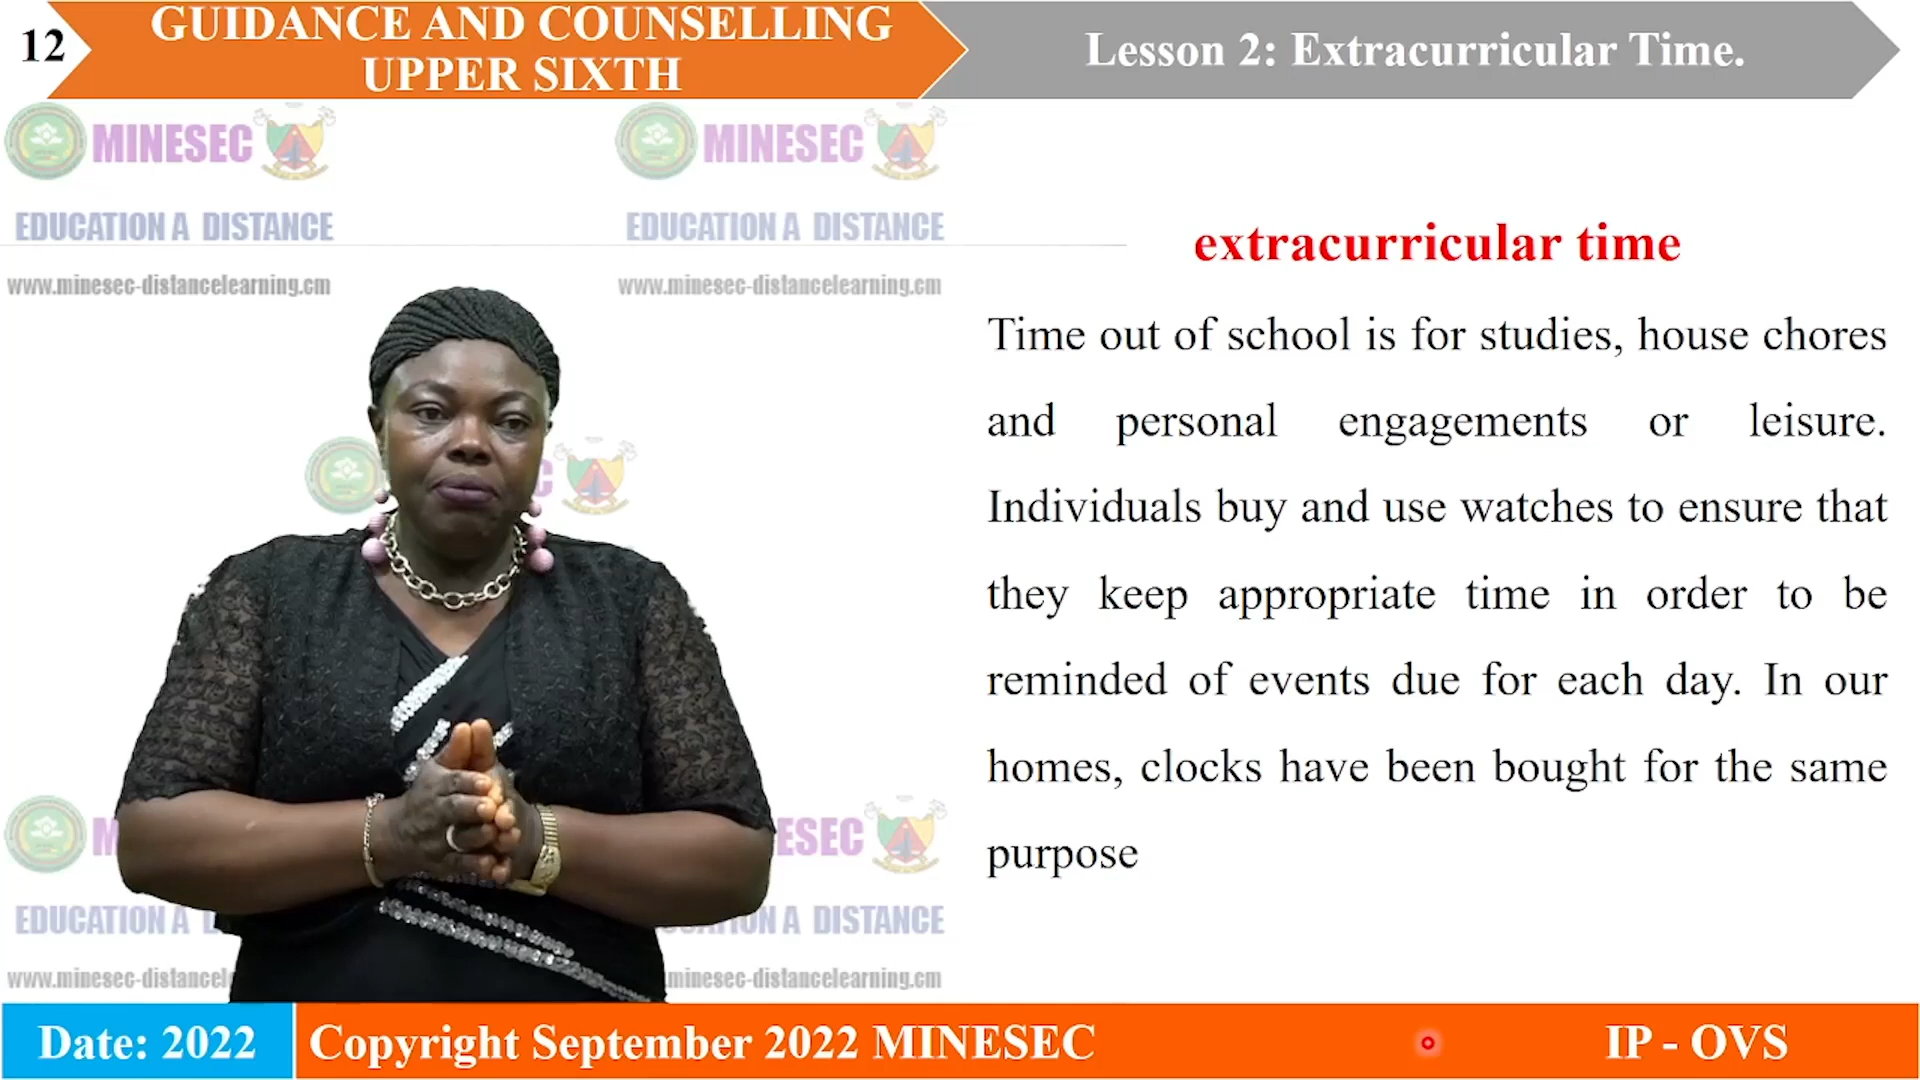 12
GUIDANCE AND COUNSELLING
UPPER SIXTH
Lesson 2: Extracurricular Time.
MINESEC
EDUCATION A DISTANCE
www.minesec-distancelearning.cm
MINESEC
EDUCATION A DISTANCE
www.minesec-distancelearning.cm
extracurricular time
Time out of school is for studies, house chores
and personal engagements or leisure.
Individuals buy and use watches to ensure that
they keep appropriate time in order to be
reminded of events due for each day. In our
homes, clocks have been bought for the same
purpose
C
M
EDUCATION A D
www.minesec-distancel
ESEC
ATION A DISTANCE
minesec-distancelearning.cm
Date: 2022
Copyright September 2022 MINESEC
IP - OVS